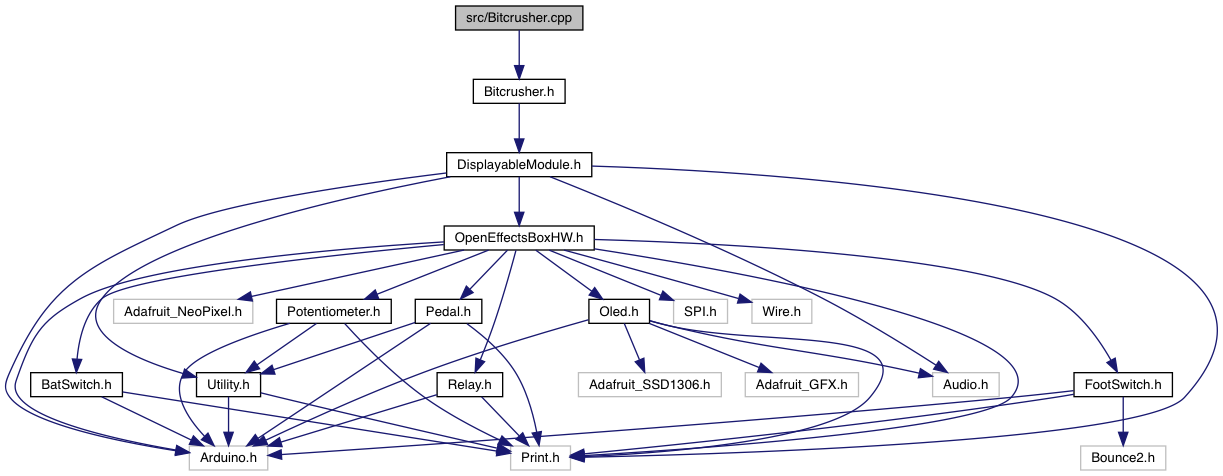 src/Bitcrusher.cpp
Bitcrusher.h
DisplayableModule.h
OpenEffectsBoxHW.h
Adafruit_NeoPixel.h
Potentiometer.h
Pedal.h
Oled.h
SPI.h
Wire.h
BatSwitch.h
Utility.h
Relay.h
Adafruit_SSD1306.h
Adafruit_GFX.h
Audio.h
FootSwitch.h
Arduino.h
Print.h
Bounce2.h